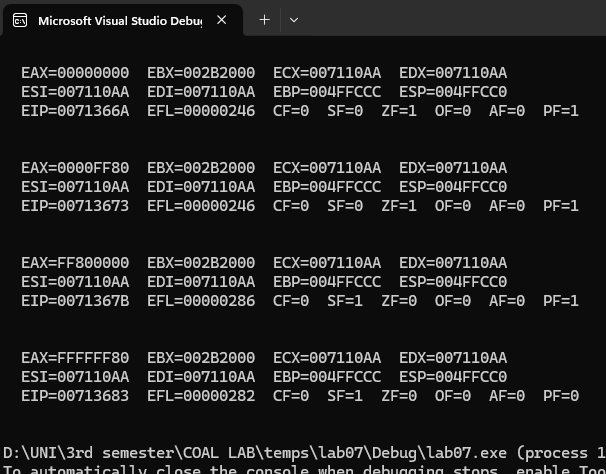 Microsoft Visual Studio Debug
EAX=00000000 EBX=002B2000 ECX=007110AA EDX=007110AA
ESI=007110AA EDI=007110AA EBP=004FFCCC ESP=004FFCC0
EIP=0071366A EFL=00000246 CF=0 SF=0 ZF=1 OF=0 AF=0 PF=1
EAX=0000FF80 EBX=002B2000 ECX=007110AA EDX=007110AA
ESI=007110AA EDI=007110AA EBP=004FFCCC ESP=004FFCC0
EIP=00713673 EFL=00000246 CF=0 SF=0 ZF=1 OF=0 AF=0 PF=1
EAX=FF800000 EBX=002B2000 ECX=007110AA EDX=007110AA
ESI=007110AA EDI=007110AA EBP=004FFCCC ESP=004FFCC0
EIP=0071367B EFL=00000286 CF=0 SF=1 ZF=0 OF=0 AF=0 PF=1
EAX=FFFFFF80 EBX=002B2000 ECX=007110AA EDX=007110AA
ESI=007110AA EDI=007110AA EBP=004FFCCC ESP=004FFCC0
EIP=00713683 EFL=00000282 CF=0 SF=1 ZF=0 OF=0 AF=0 PF=0
D:\UNI\3rd semester\COAL LAB\temps\lab07\Debug\lab07.exe (process 1
To automatically close the console when debugging stops, enable Too